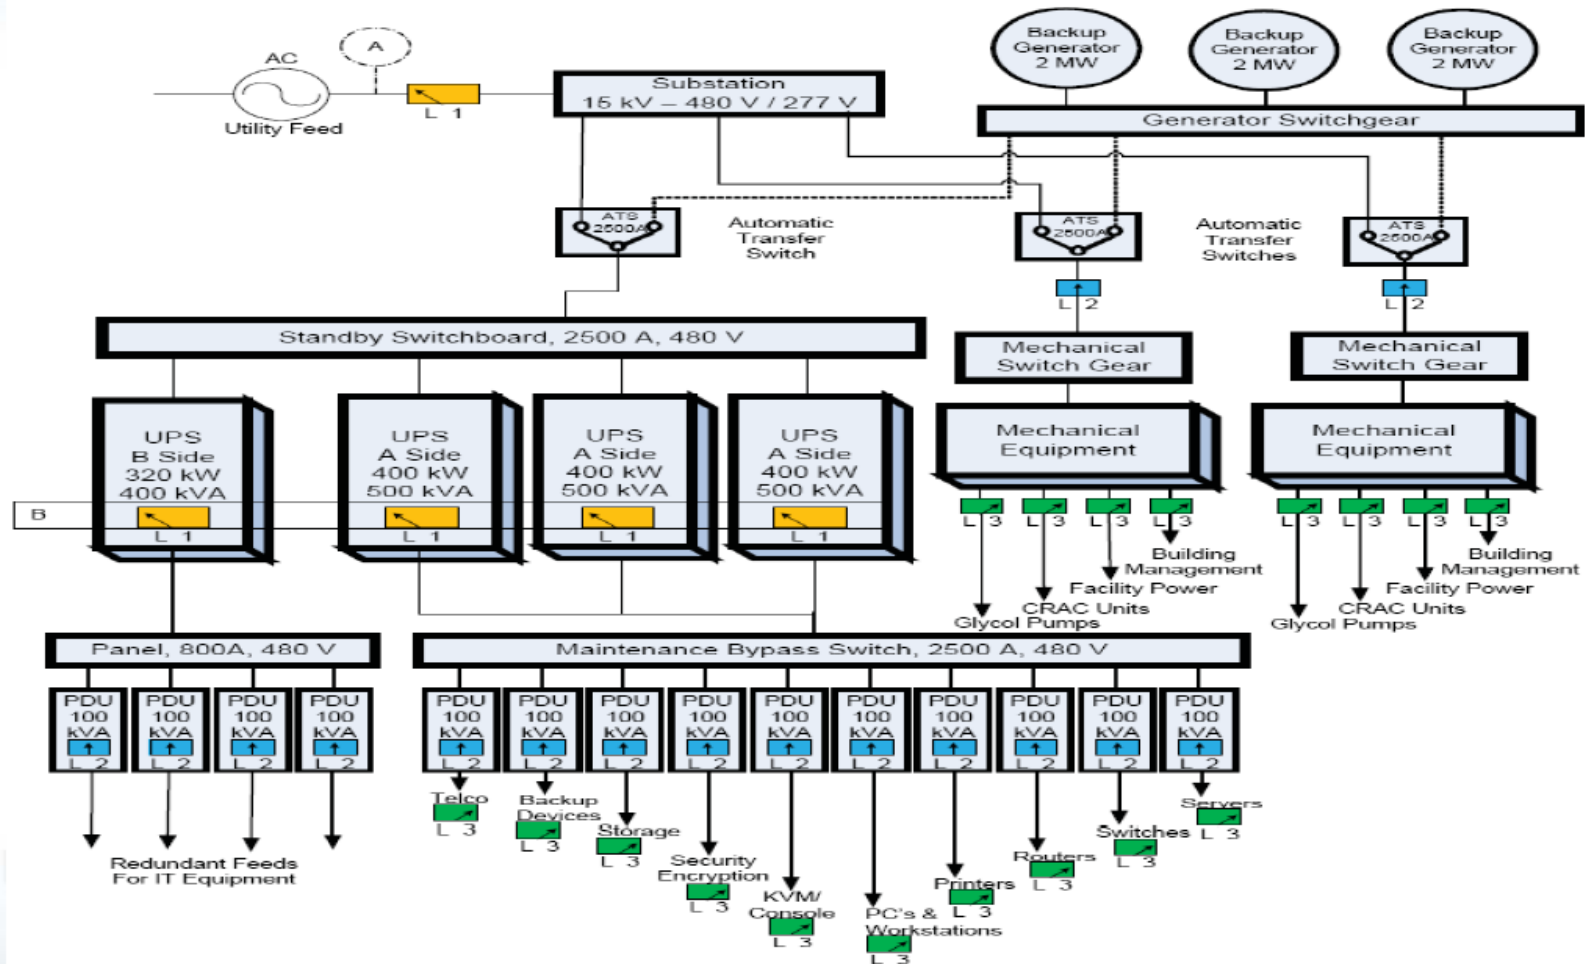 AC
A
Utility Feed
L 1
Substation
15 kV – 480 V / 277 V
Backup
Generator
2 MW
Backup
Generator
2 MW
Backup
Generator
2 MW
Generator Switchgear
ATS
2500A
Automatic
Transfer
Switch
ATS
2500A
Automatic
Transfer
Switches
ATS
2500A
L 2
L 2
Standby Switchboard, 2500 A, 480 V
Mechanical
Switch Gear
Mechanical
Switch Gear
UPS
B Side
320 kW
400 kVA
L 1
UPS
A Side
400 kW
500 kVA
L 1
UPS
A Side
400 kW
500 kVA
L 1
UPS
A Side
400 kW
500 kVA
L 1
B
Mechanical
Equipment
L 3
L 3
L 3
L 3
Building
Management
Facility Power
CRAC Units
Glycol Pumps
Mechanical
Equipment
L 3
L 3
L 3
L 3
Building
Management
Facility Power
CRAC Units
Glycol Pumps
Panel, 800A, 480 V
Maintenance Bypass Switch, 2500 A, 480 V
PDU
100
kVA
L 2
PDU
100
kVA
L 2
PDU
100
kVA
L 2
PDU
100
kVA
L 2
Redundant Feeds
For IT Equipment
PDU
100
kVA
L 2
PDU
100
kVA
L 2
PDU
100
kVA
L 2
PDU
100
kVA
L 2
PDU
100
kVA
L 2
PDU
100
kVA
L 2
PDU
100
kVA
L 2
PDU
100
kVA
L 2
PDU
100
kVA
L 2
PDU
100
kVA
L 2
Telco
L 3
Backup
Devices
L 3
Storage
L 3
Security
Encryption
L 3
KVM/
Console
L 3
PC's &
Workstations
L 3
Printers
L 3
Routers
L 3
Switches
L 3
Servers
L 3